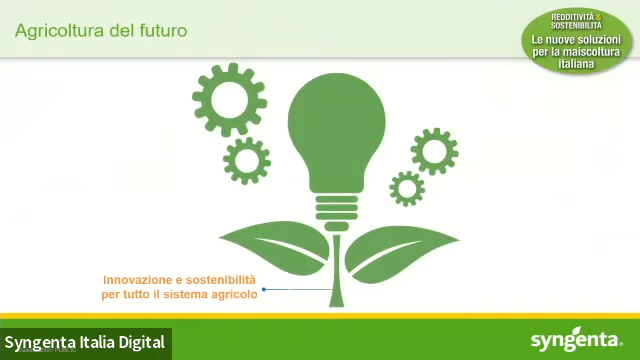 Agricoltura del futuro
REDDITIVITÀ & SOSTENIBILITÀ
Le nuove soluzioni
per la maiscoltura
italiana
Innovazione e sostenibilità
per tutto il sistema agricolo
Syngenta Italia Digital
syngenta®